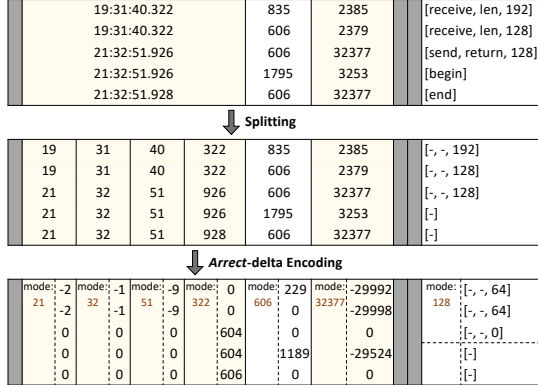 19:31:40.322 835 2385 [receive, len, 192]
19:31:40.322 606 2379 [receive, len, 128]
21:32:51.926 606 32377 [send, return, 128]
21:32:51.926 1795 3253 [begin]
21:32:51.928 606 32377 [end]
Splitting
19 31 40 322 835 2385 [-, -, 192]
19 31 40 322 606 2379 [-, -, 128]
21 32 51 926 606 32377 [-, -, 128]
21 32 51 926 1795 3253 [-]
21 32 51 928 606 32377 [-]
Arrect-delta Encoding
mode: 21 -2 mode: 32 -1 mode: 51 -9 mode: 322 0 mode: 606 229 mode: 32377 -29992 mode: 128 [-, -, 64]
-2 -1 -9 0 0 -29998 [-, -, 64]
0 0 0 604 0 0 [-, -, 0]
0 0 0 604 1189 -29524 [-]
0 0 0 606 0 0 [-]